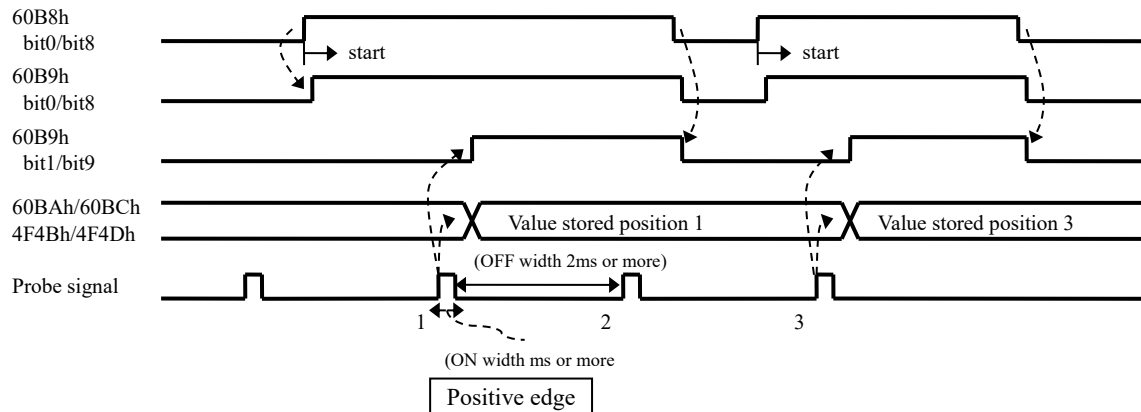 60B8h
bit0/bit8
start
start
60B9h
bit0/bit8
60B9h
bit1/bit9
60BAh/60BCh
4F4Bh/4F4Dh
Value stored position 1
Value stored position 3
(OFF width 2ms or more)
Probe signal
1
2
3
(ON width ms or more
Positive edge